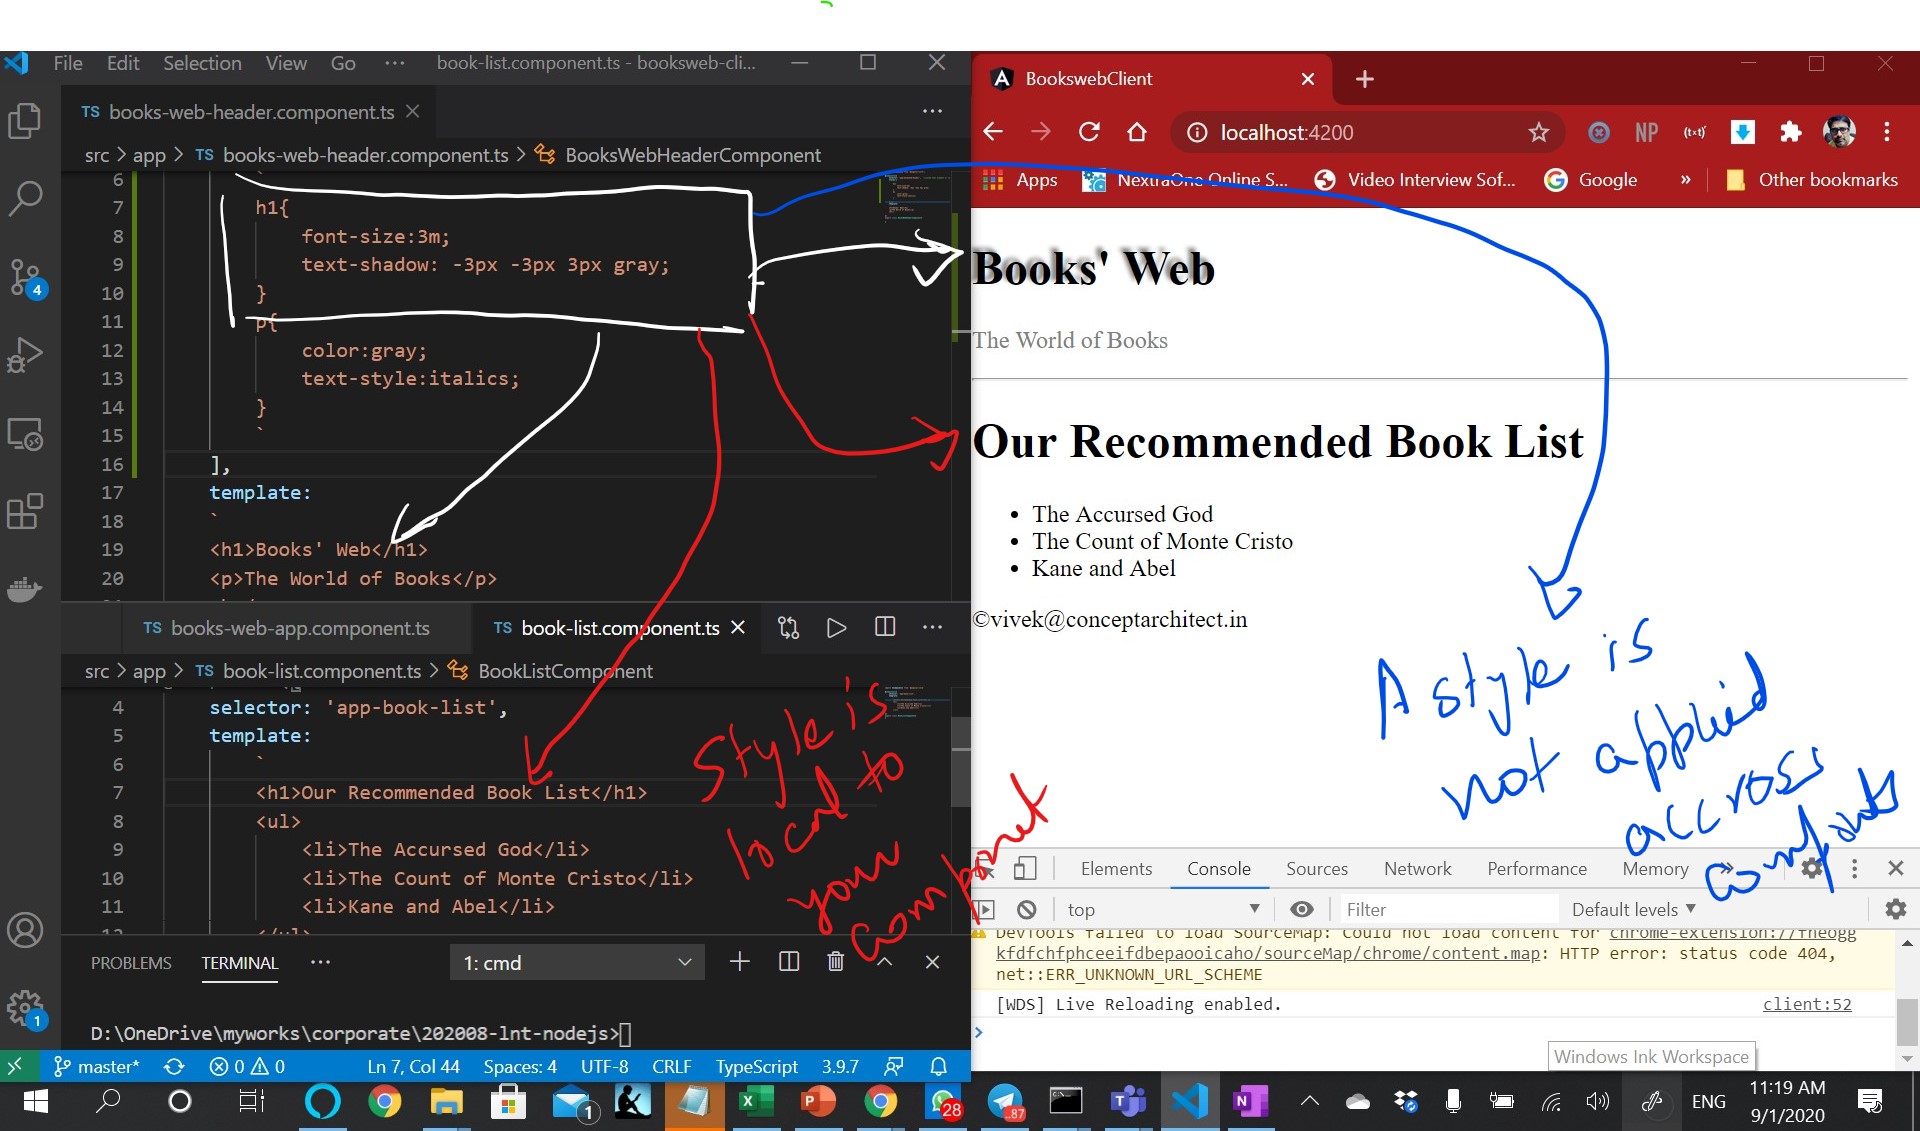 File Edit Selection View Go ··· book-list.component.ts - booksweb-cli...
TS books-web-header.component.ts
src > app > TS books-web-header.component.ts > BooksWebHeaderComponent
6 `
7 h1{
8 font-size:3m;
9 text-shadow: -3px -3px 3px gray;
10 }
11 p{
12 color:gray;
13 text-style:italics;
14 }
15 `
16 ],
17 template:
18 `
19 <h1>Books' Web</h1>
20 <p>The World of Books</p>
TS books-web-app.component.ts TS book-list.component.ts
src > app > TS book-list.component.ts > BookListComponent
4 selector: 'app-book-list',
5 template:
6 `
7 <h1>Our Recommended Book List</h1>
8 <ul>
9 <li>The Accursed God</li>
10 <li>The Count of Monte Cristo</li>
11 <li>Kane and Abel</li>
12 </ul>
Style is
local to
your
componet
PROBLEMS TERMINAL ··· 1: cmd
D:\OneDrive\myworks\corporate\202008-lnt-nodejs>
4
1
master* 0 0 Ln 7, Col 44 Spaces: 4 UTF-8 CRLF TypeScript 3.9.7
BookswebClient
localhost:4200 NP
Apps NextraOne Online S... Video Interview Sof... Google » Other bookmarks
Books' Web
The World of Books
Our Recommended Book List
• The Accursed God
• The Count of Monte Cristo
• Kane and Abel
©vivek@conceptarchitect.in
A style is
not applied
accross
Elements Console Sources Network Performance Memory »
top Filter Default levels
DevTools failed to load SourceMap: Could not load content for chrome-extension://fheogg
kfdfchfphceeifdbepaooicaho/sourceMap/chrome/content.map: HTTP error: status code 404,
net::ERR_UNKNOWN_URL_SCHEME
[WDS] Live Reloading enabled. client:52
Windows Ink Workspace
1 28 .87 ENG 11:19 AM
9/1/2020